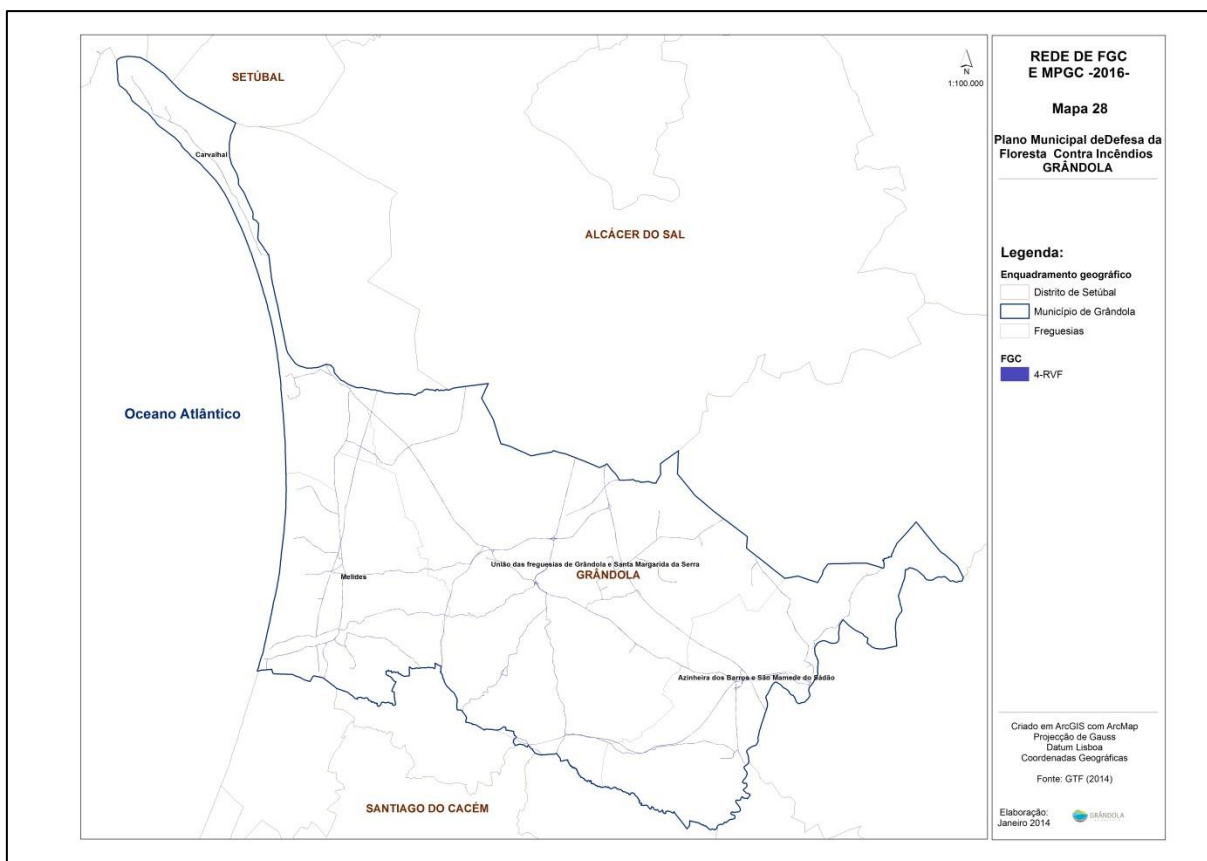 SETÚBAL
N
1:100.000
Carvalhal
ALCÁCER DO SAL
Oceano Atlântico
União das freguesias de Grândola e Santa Margarida da Serra
GRÂNDOLA
Melides
Azinheira dos Barros e São Mamede do Sádão
SANTIAGO DO CACÉM
REDE DE FGC
E MPGC -2016-
Mapa 28
Plano Municipal deDefesa da
Floresta Contra Incêndios
GRÂNDOLA
Legenda:
Enquadramento geográfico
Distrito de Setúbal
Município de Grândola
Freguesias
FGC
4-RVF
Criado em ArcGIS com ArcMap
Projecção de Gauss
Datum Lisboa
Coordenadas Geográficas
Fonte: GTF (2014)
Elaboração:
Janeiro 2014
GRÂNDOLA